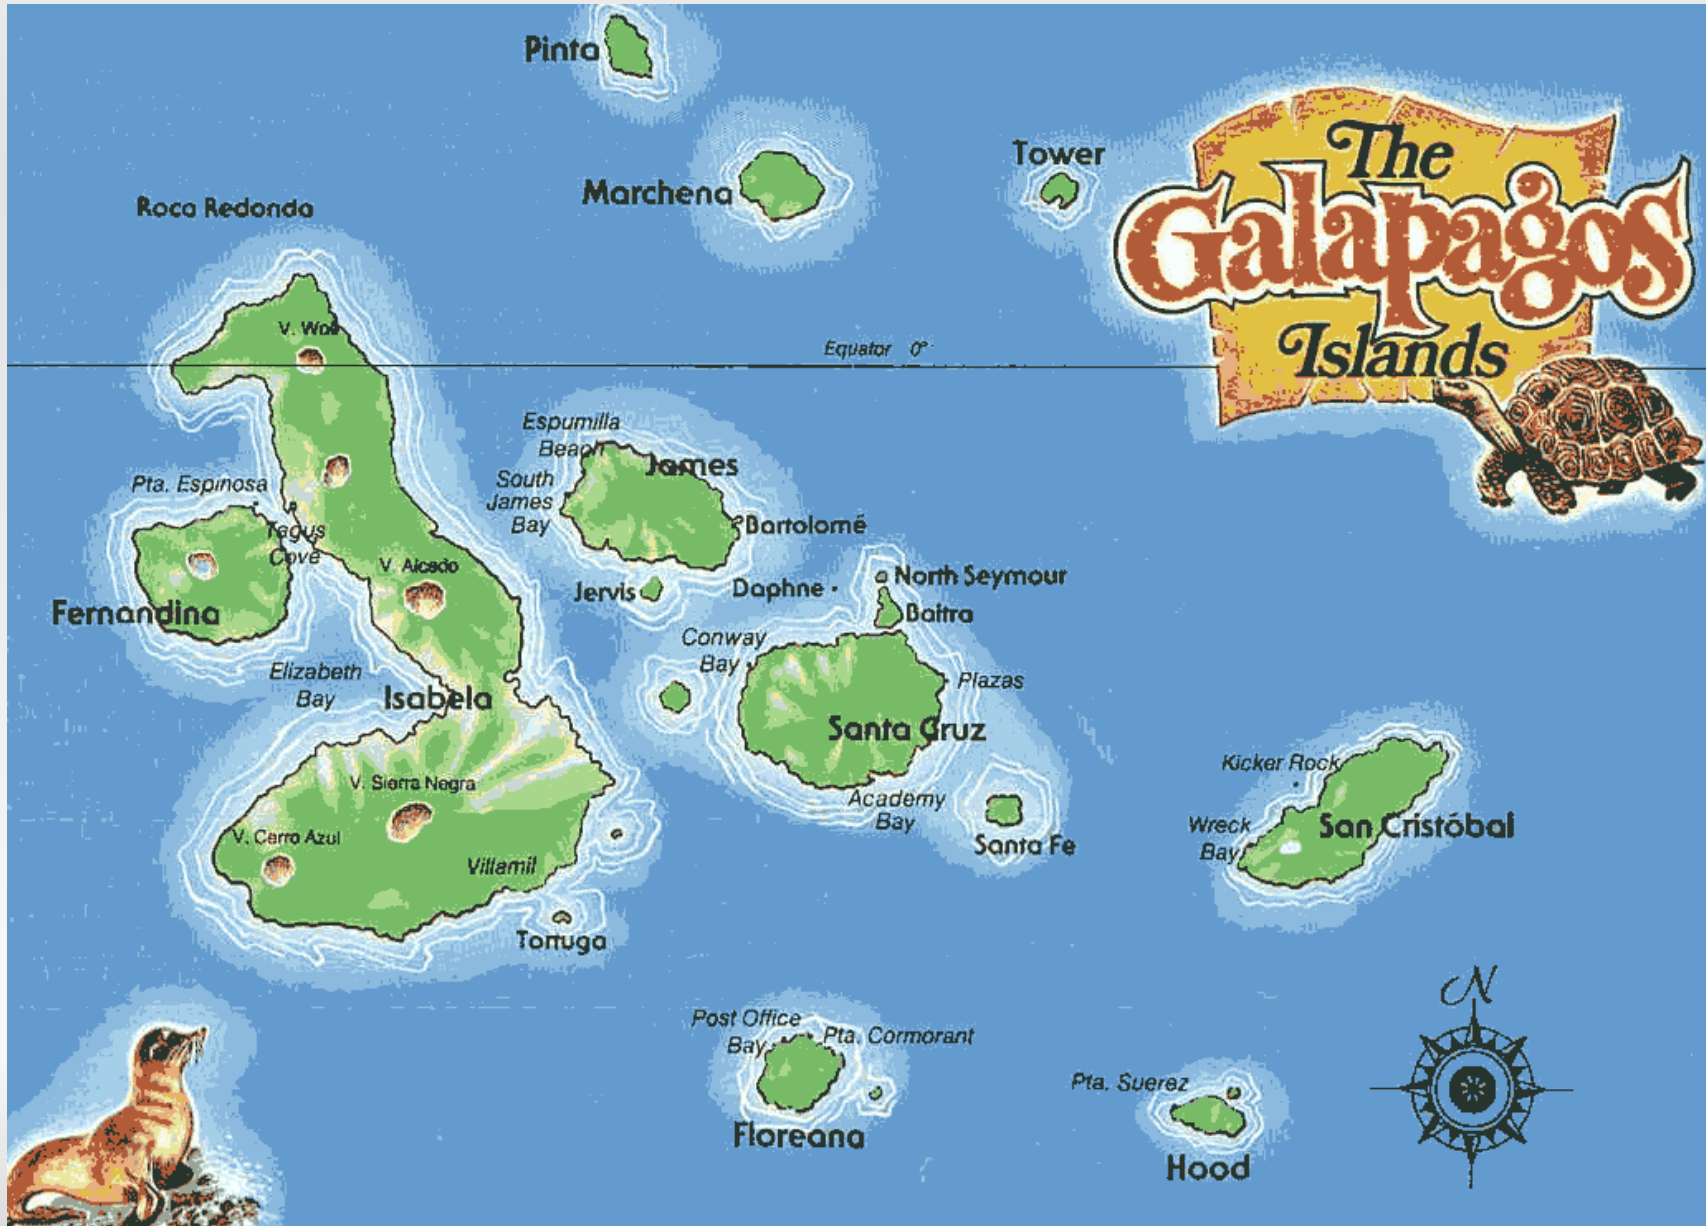 Pinta
The
Tower
Marchena
Galapagos
Roca Redonda
Islands
V. Wolf
Equator 0°
Espumilla
Beach
James
South
James
Bay
Pta. Espinosa
Bartolomé
Tagus
Cove
V. Alcedo
North Seymour
Jervis
Daphne
Fernandina
Baltra
Conway
Bay
Elizabeth
Bay
Isabela
Plazas
Santa Cruz
Kicker Rock
V. Sierra Negra
Academy
Bay
Wreck
Bay
San Cristóbal
V. Cerro Azul
Santa Fe
Villamil
Tortuga
N
Post Office
Bay
Pta. Cormorant
Pta. Suerez
Floreana
Hood